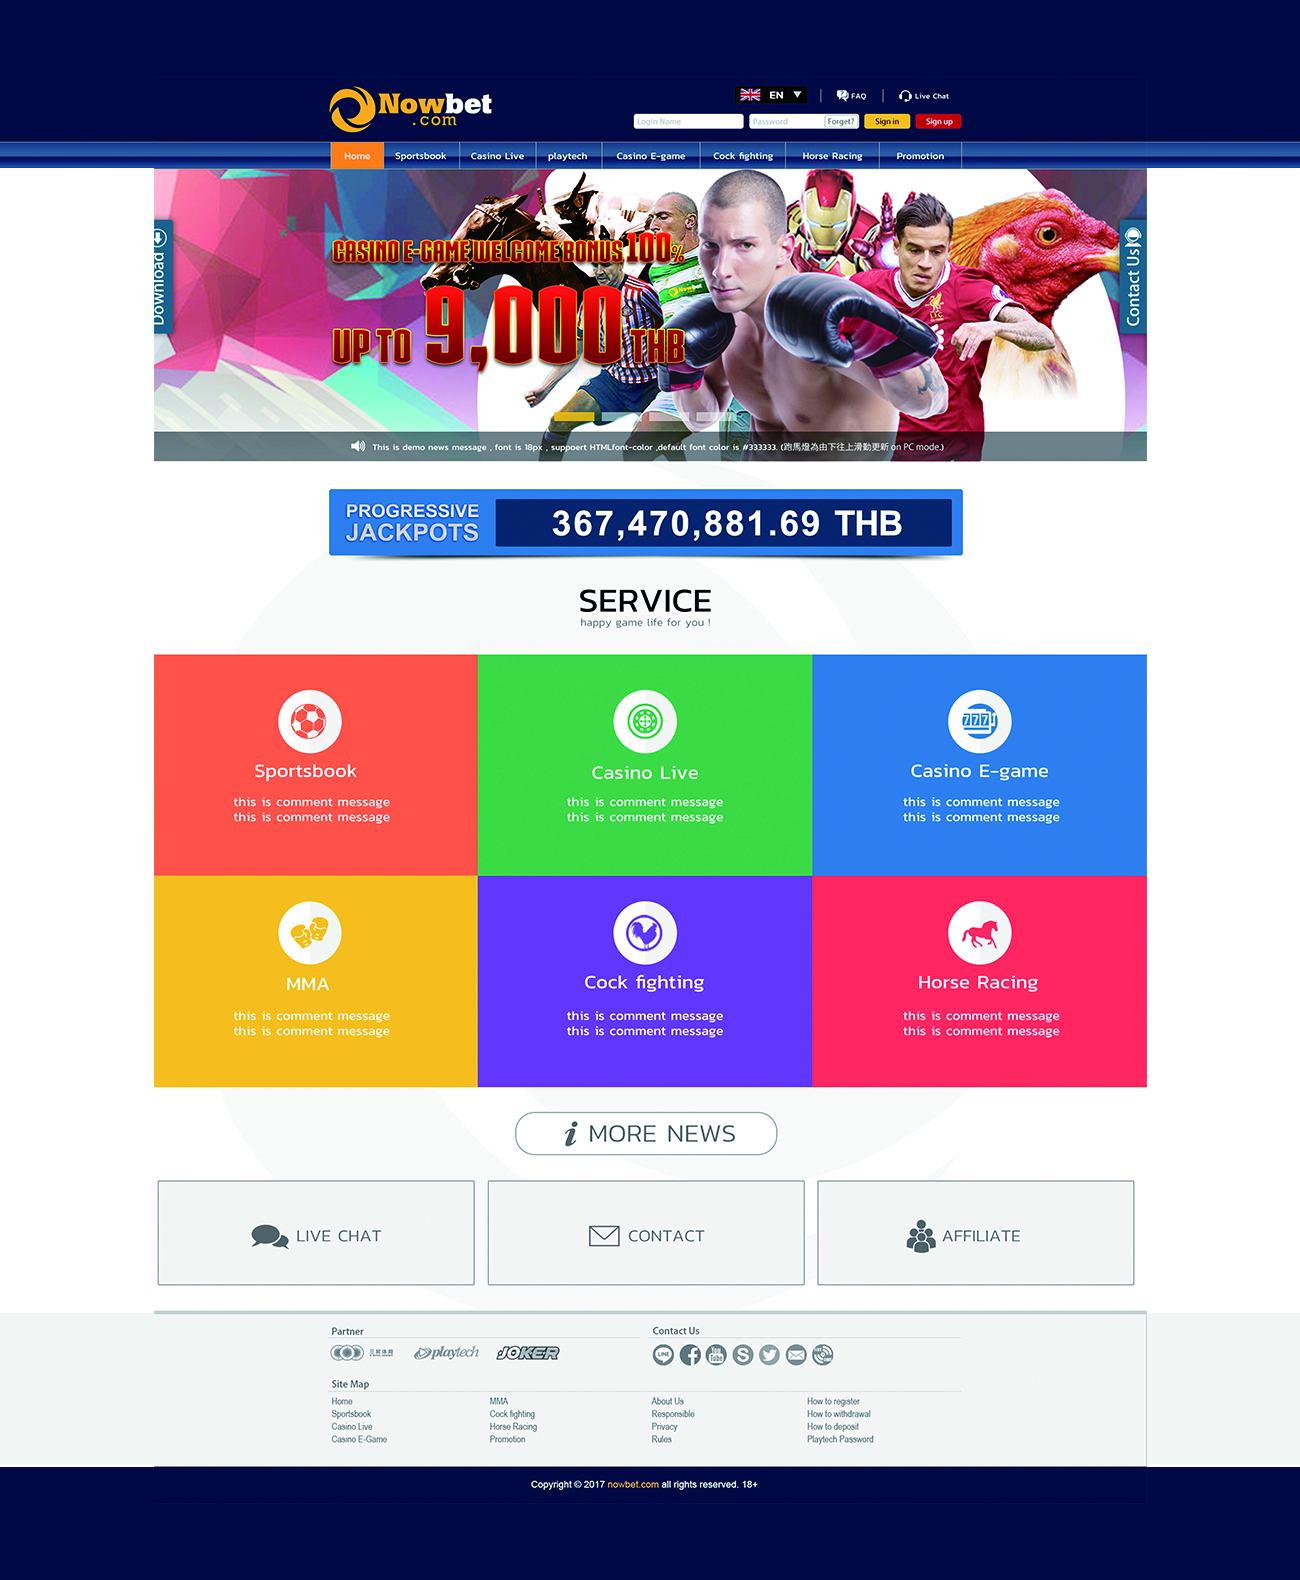 Nowbet
.com
EN
FAQ
Live Chat
Login Name
Password
Forget?
Sign in
Sign up
Home
Sportsbook
Casino Live
playtech
Casino E-game
Cock fighting
Horse Racing
Promotion
Download
Contact Us
CASINO E-GAME WELCOME BONUS 100%
UP TO 9,000 THB
Nowbet
This is demo news message , font is 18px , suppoert HTMLfont-color ,default font color is #333333. (跑馬燈為由下往上滑動更新 on PC mode.)
PROGRESSIVE
JACKPOTS
367,470,881.69 THB
SERVICE
happy game life for you !
Sportsbook
this is comment message
this is comment message
Casino Live
this is comment message
this is comment message
777
Casino E-game
this is comment message
this is comment message
MMA
this is comment message
this is comment message
Cock fighting
this is comment message
this is comment message
Horse Racing
this is comment message
this is comment message
i MORE NEWS
LIVE CHAT
CONTACT
AFFILIATE
Partner
playtech
JOKER
Contact Us
LINE
You
Tube
Site Map
Home
Sportsbook
Casino Live
Casino E-Game
MMA
Cock fighting
Horse Racing
Promotion
About Us
Responsible
Privacy
Rules
How to register
How to withdrawal
How to deposit
Playtech Password
Copyright © 2017 nowbet.com all rights reserved. 18+